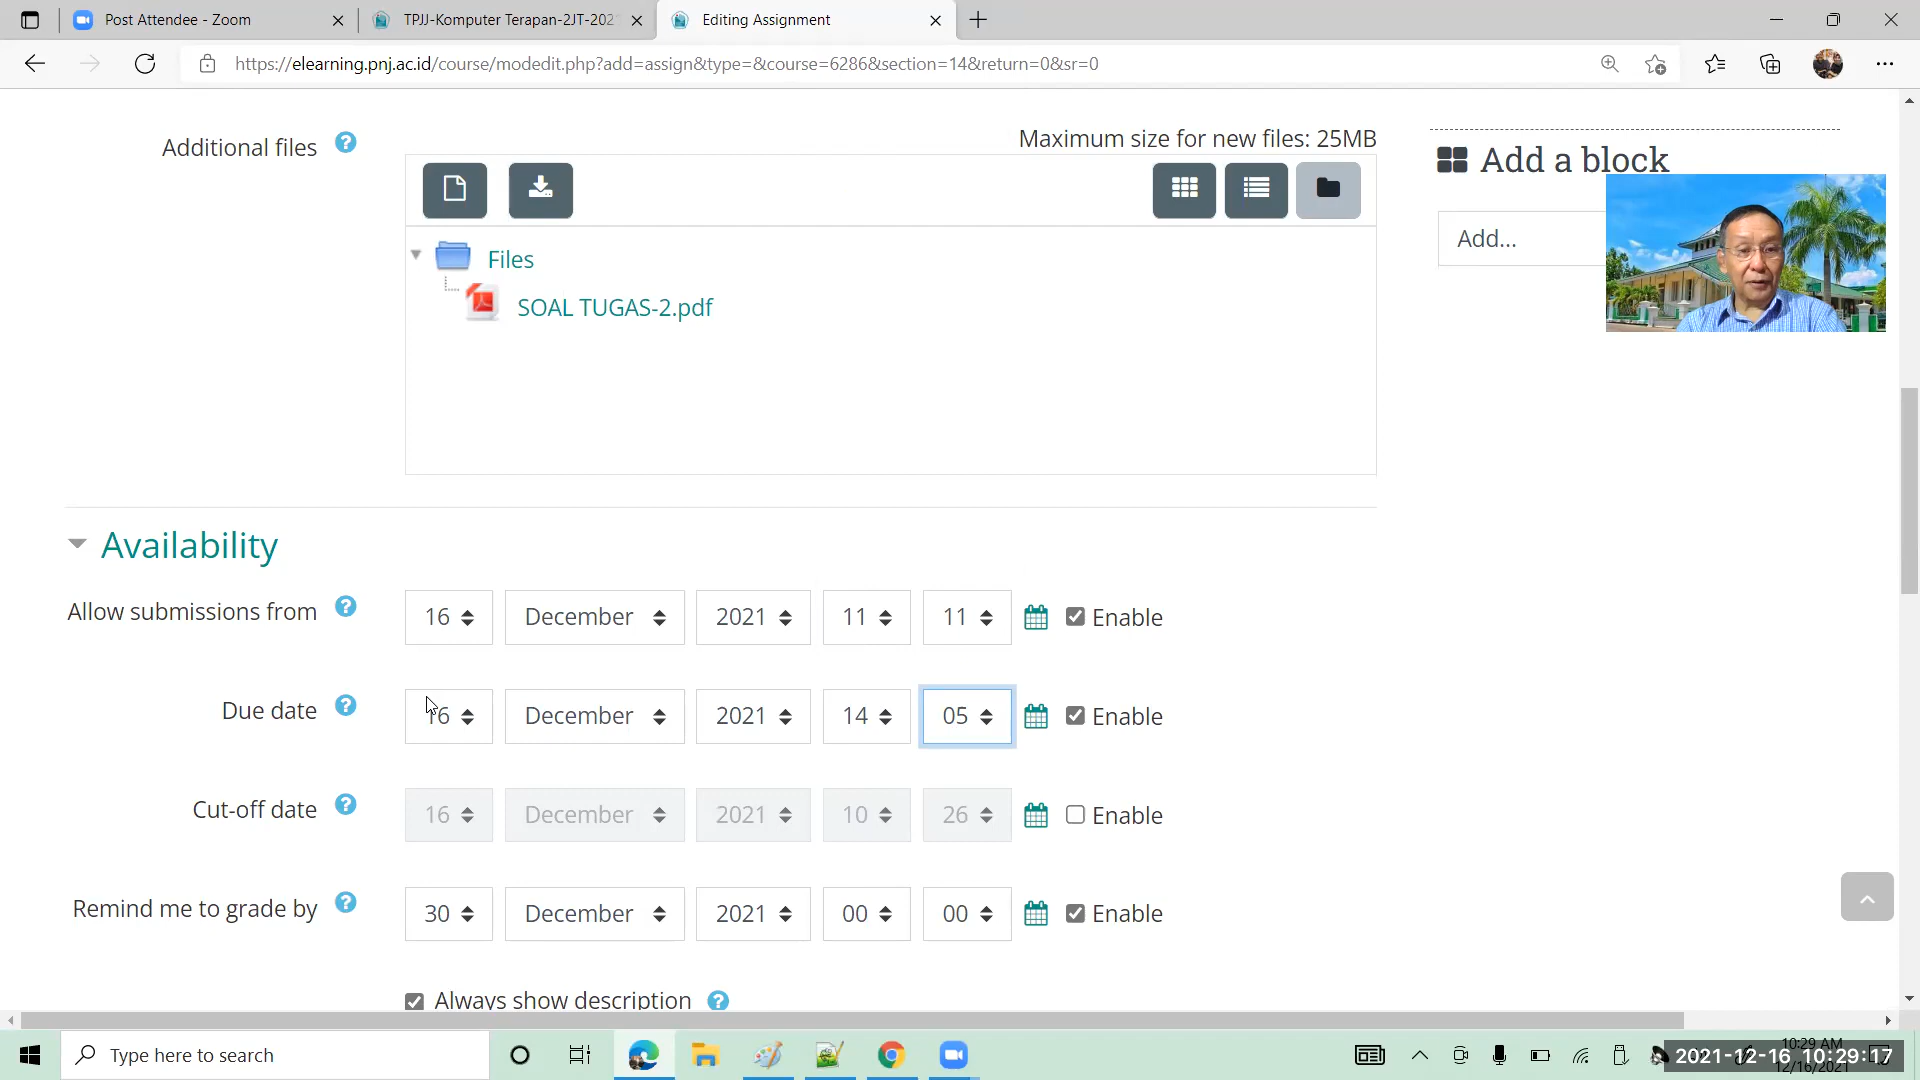 Post Attendee - Zoom
TPJJ-Komputer Terapan-2JT-202
Editing Assignment
https://elearning.pnj.ac.id/course/modedit.php?add=assign&type=&course=6286&section=14&return=0&sr=0
Additional files
Maximum size for new files: 25MB
Files
SOAL TUGAS-2.pdf
Add a block
Add...
Availability
Allow submissions from
16 December 2021 11 11 Enable
Due date
16 December 2021 14 05 Enable
Cut-off date
16 December 2021 10 26 Enable
Remind me to grade by
30 December 2021 00 00 Enable
Always show description
Type here to search
10:29 AM
12/16/2021
2021-12-16 10:29:17